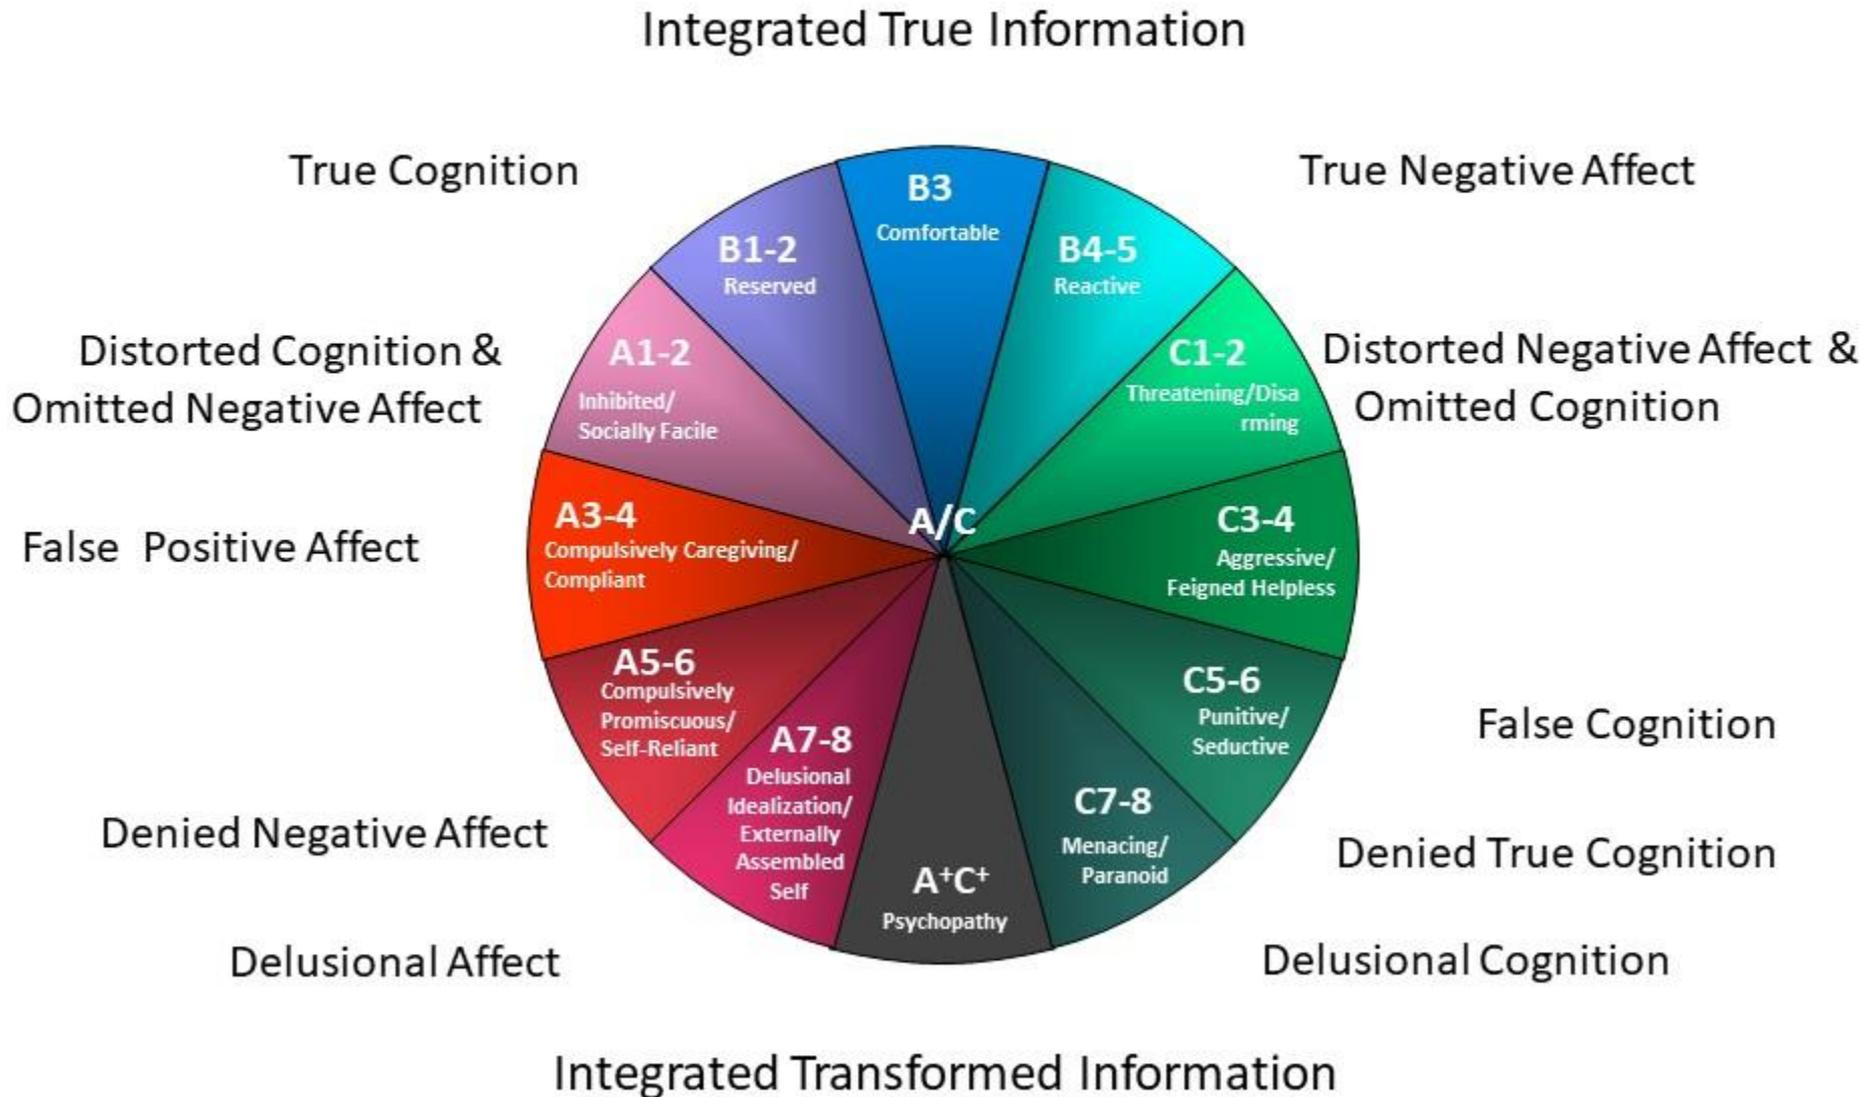 Integrated True Information
True Cognition
True Negative Affect
B3
Comfortable
B1-2
Reserved
B4-5
Reactive
Distorted Cognition &
Omitted Negative Affect
A1-2
Inhibited/
Socially Facile
C1-2
Threatening/Disa
rming
Distorted Negative Affect &
Omitted Cognition
False Positive Affect
A3-4
Compulsively Caregiving/
Compliant
A/C
C3-4
Aggressive/
Feigned Helpless
A5-6
Compulsively
Promiscuous/
Self-Reliant
C5-6
Punitive/
Seductive
False Cognition
A7-8
Delusional
Idealization/
Externally
Assembled
Self
C7-8
Menacing/
Paranoid
Denied Negative Affect
Denied True Cognition
A⁺C⁺
Psychopathy
Delusional Affect
Delusional Cognition
Integrated Transformed Information